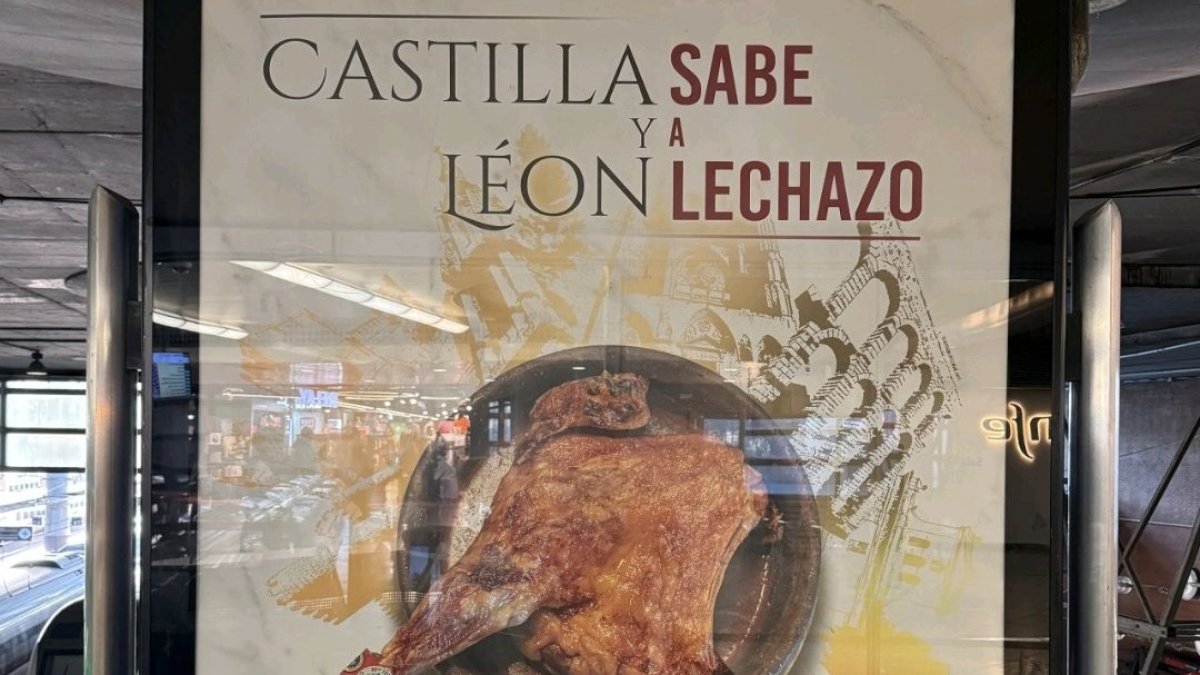 CASTILLA SABE
Y A
LÉON LECHAZO